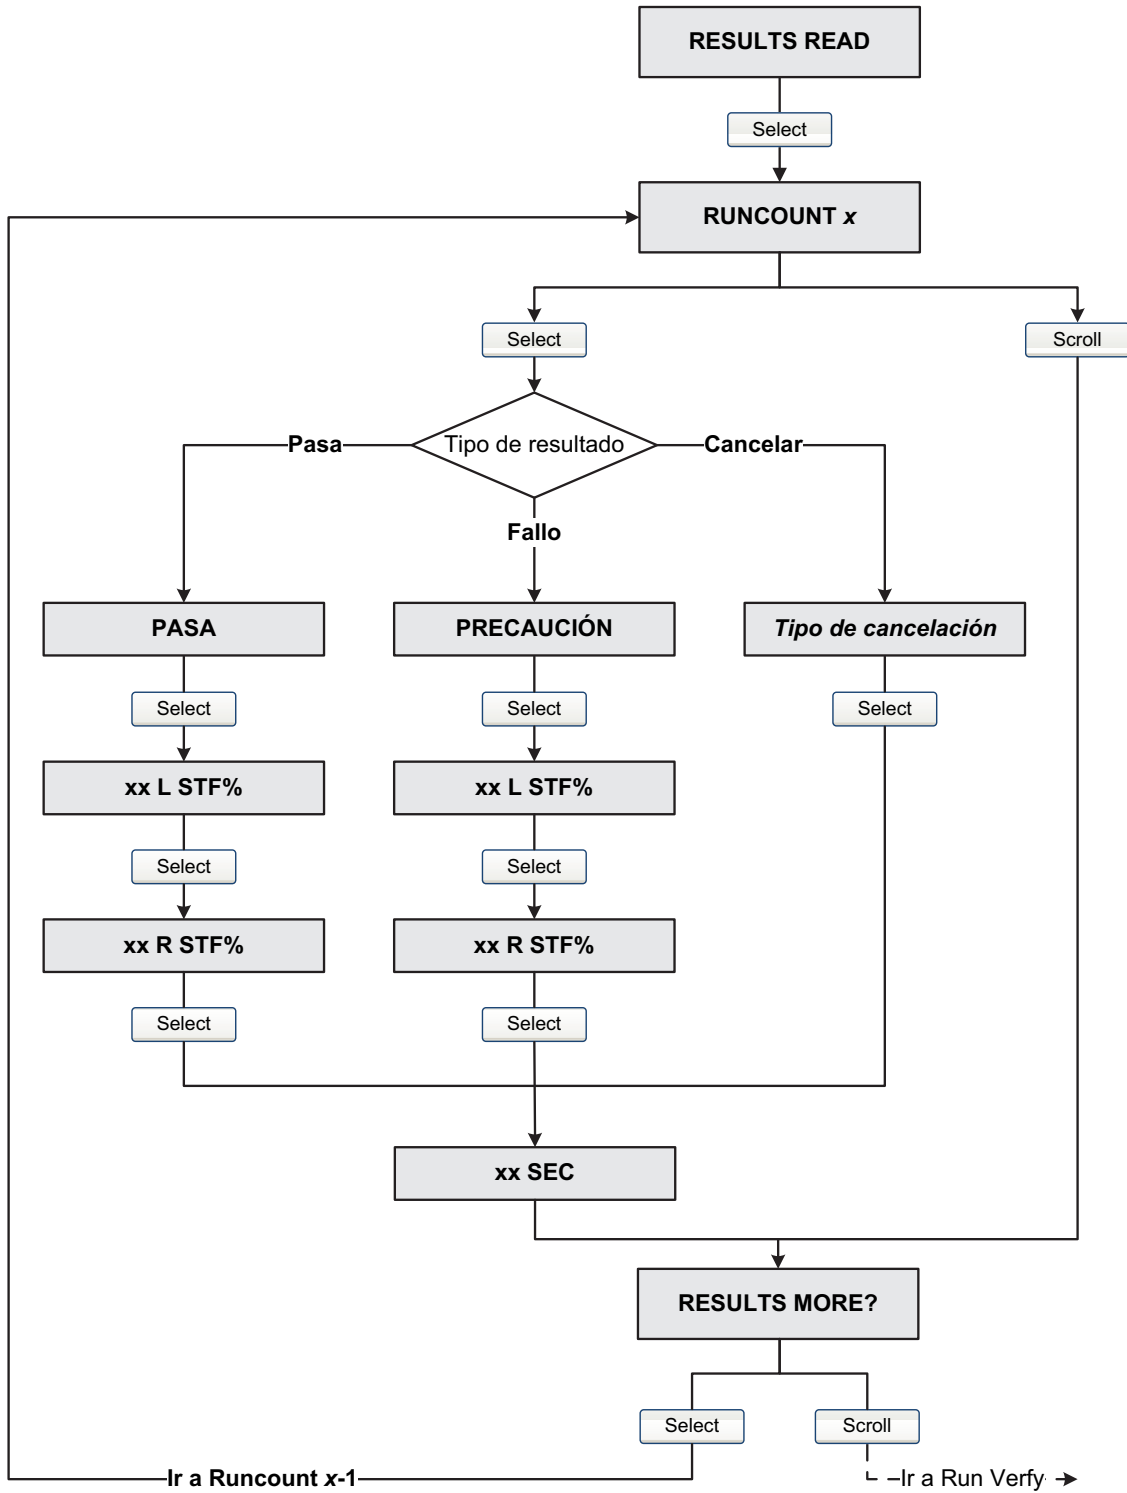 RESULTS READ
Select
RUNCOUNT x
Select
Scroll
Pasa
Tipo de resultado
Cancelar
Fallo
PASA
PRECAUCIÓN
Tipo de cancelación
Select
Select
Select
xx L STF%
xx L STF%
Select
Select
xx R STF%
xx R STF%
Select
Select
xx SEC
RESULTS MORE?
Select
Scroll
Ir a Runcount x-1
Ir a Run Verfy